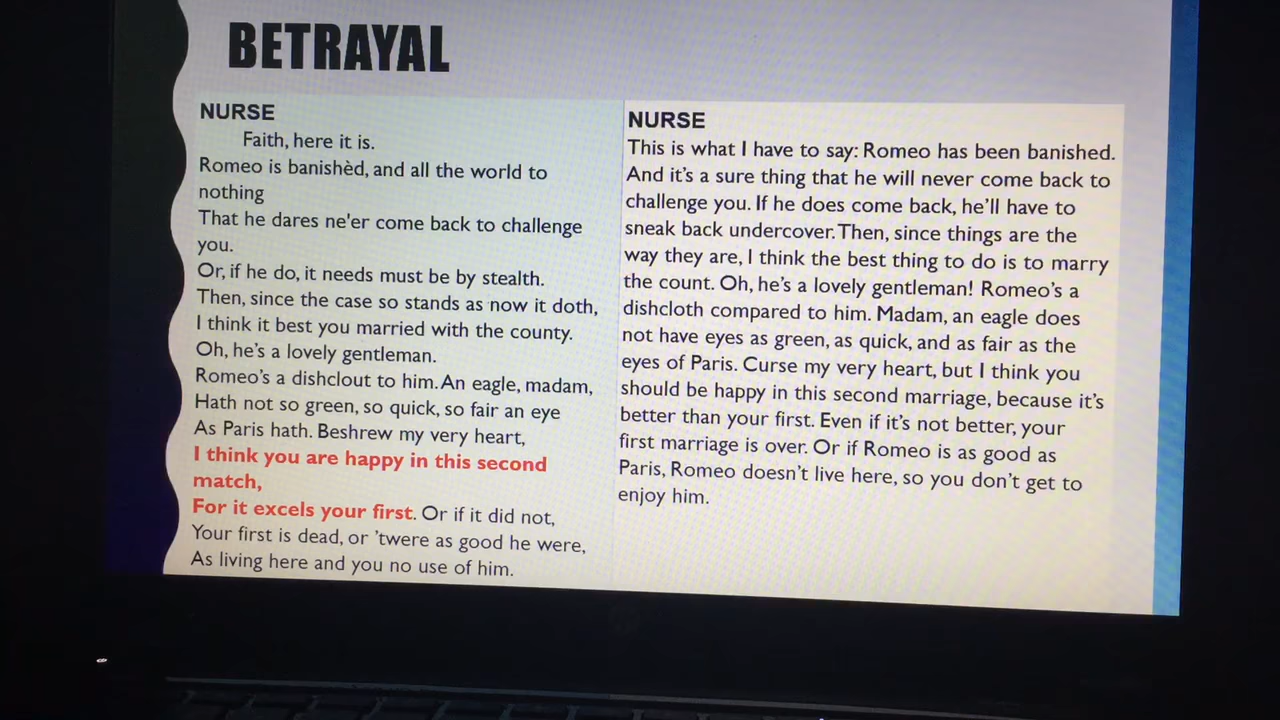 BETRAYAL
NURSE
Faith, here it is.
Romeo is banishèd, and all the world to
nothing
That he dares ne'er come back to challenge
you.
Or, if he do, it needs must be by stealth.
Then, since the case so stands as now it doth,
I think it best you married with the county.
Oh, he's a lovely gentleman.
Romeo's a dishclout to him. An eagle, madam,
Hath not so green, so quick, so fair an eye
As Paris hath. Beshrew my very heart,
I think you are happy in this second
match,
For it excels your first. Or if it did not,
Your first is dead, or 'twere as good he were,
As living here and you no use of him.
NURSE
This is what I have to say: Romeo has been banished.
And it's a sure thing that he will never come back to
challenge you. If he does come back, he'll have to
sneak back undercover. Then, since things are the
way they are, I think the best thing to do is to marry
the count. Oh, he's a lovely gentleman! Romeo's a
dishcloth compared to him. Madam, an eagle does
not have eyes as green, as quick, and as fair as the
eyes of Paris. Curse my very heart, but I think you
should be happy in this second marriage, because it's
better than your first. Even if it's not better, your
first marriage is over. Or if Romeo is as good as
Paris, Romeo doesn't live here, so you don't get to
enjoy him.